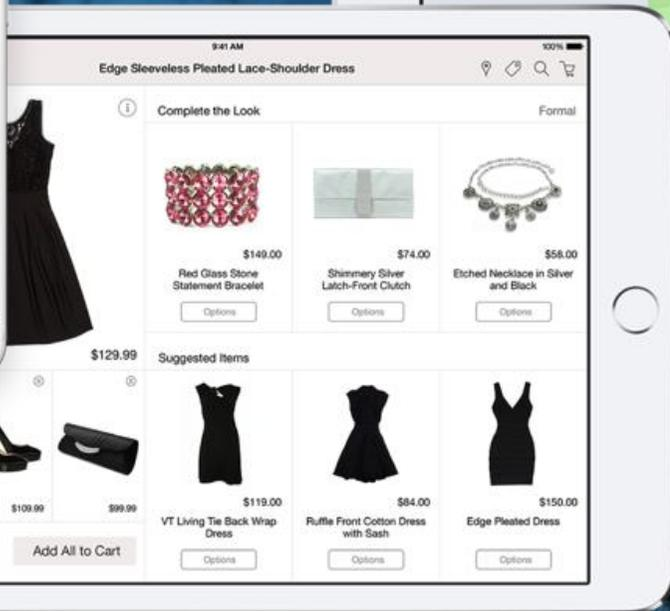 9:41 AM
100%
Edge Sleeveless Pleated Lace-Shoulder Dress
Complete the Look
Formal
$149.00
$74.00
$58.00
Red Glass Stone
Statement Bracelet
Shimmery Silver
Latch-Front Clutch
Etched Necklace in Silver
and Black
Options
Options
Options
$129.99
Suggested Items
$109.99
$99.99
$119.00
$84.00
$150.00
VT Living Tie Back Wrap
Dress
Ruffle Front Cotton Dress
with Sash
Edge Pleated Dress
Add All to Cart
Options
Options
Options